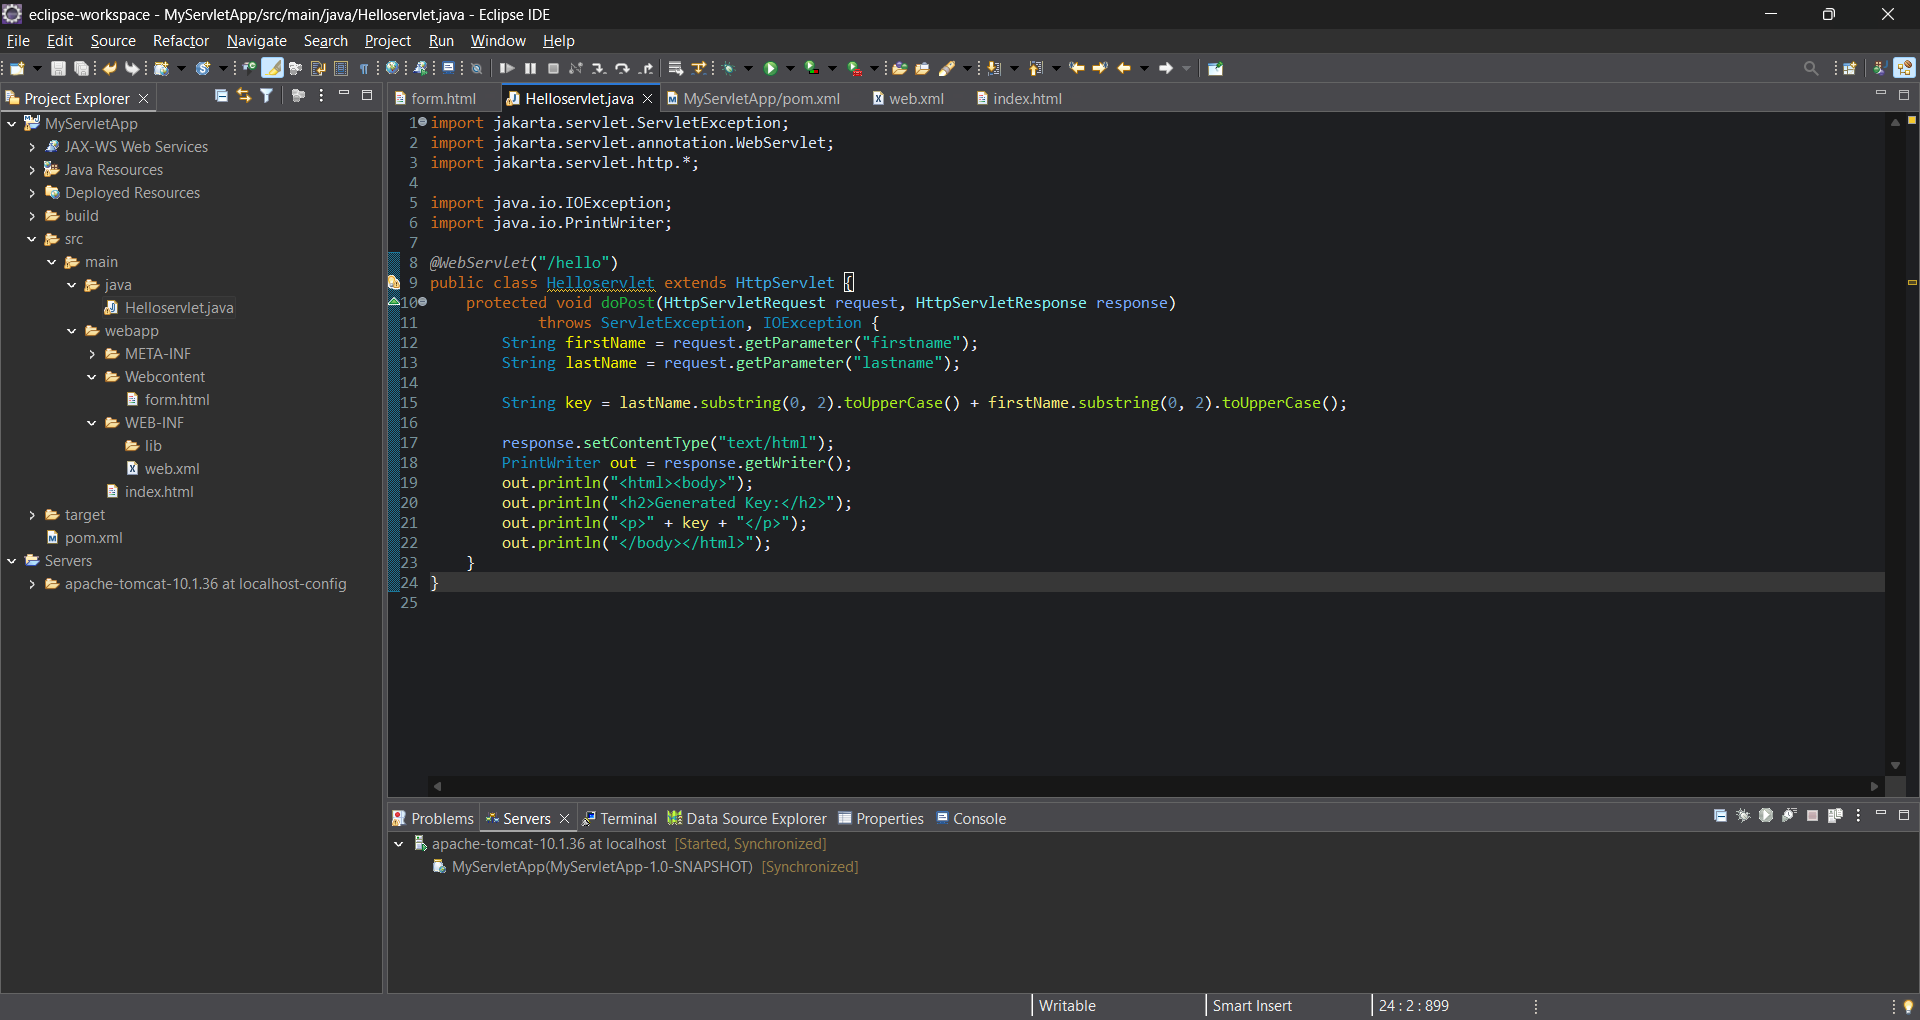 eclipse-workspace - MyServletApp/src/main/java/Helloservlet.java - Eclipse IDE
File Edit Source Refactor Navigate Search Project Run Window Help
Project Explorer
MyServletApp
JAX-WS Web Services
Java Resources
Deployed Resources
build
src
main
java
Helloservlet.java
webapp
META-INF
Webcontent
form.html
WEB-INF
lib
web.xml
index.html
target
pom.xml
Servers
apache-tomcat-10.1.36 at localhost-config
form.html Helloservlet.java MyServletApp/pom.xml web.xml index.html
1 import jakarta.servlet.ServletException;
2 import jakarta.servlet.annotation.WebServlet;
3 import jakarta.servlet.http.*;
4
5 import java.io.IOException;
6 import java.io.PrintWriter;
7
8 @WebServlet("/hello")
9 public class Helloservlet extends HttpServlet {
10 protected void doPost(HttpServletRequest request, HttpServletResponse response)
11 throws ServletException, IOException {
12 String firstName = request.getParameter("firstname");
13 String lastName = request.getParameter("lastname");
14
15 String key = lastName.substring(0, 2).toUpperCase() + firstName.substring(0, 2).toUpperCase();
16
17 response.setContentType("text/html");
18 PrintWriter out = response.getWriter();
19 out.println("<html><body>");
20 out.println("<h2>Generated Key:</h2>");
21 out.println("<p>" + key + "</p>");
22 out.println("</body></html>");
23 }
24 }
25
Problems Servers Terminal Data Source Explorer Properties Console
apache-tomcat-10.1.36 at localhost [Started, Synchronized]
MyServletApp(MyServletApp-1.0-SNAPSHOT) [Synchronized]
Writable Smart Insert 24 : 2 : 899